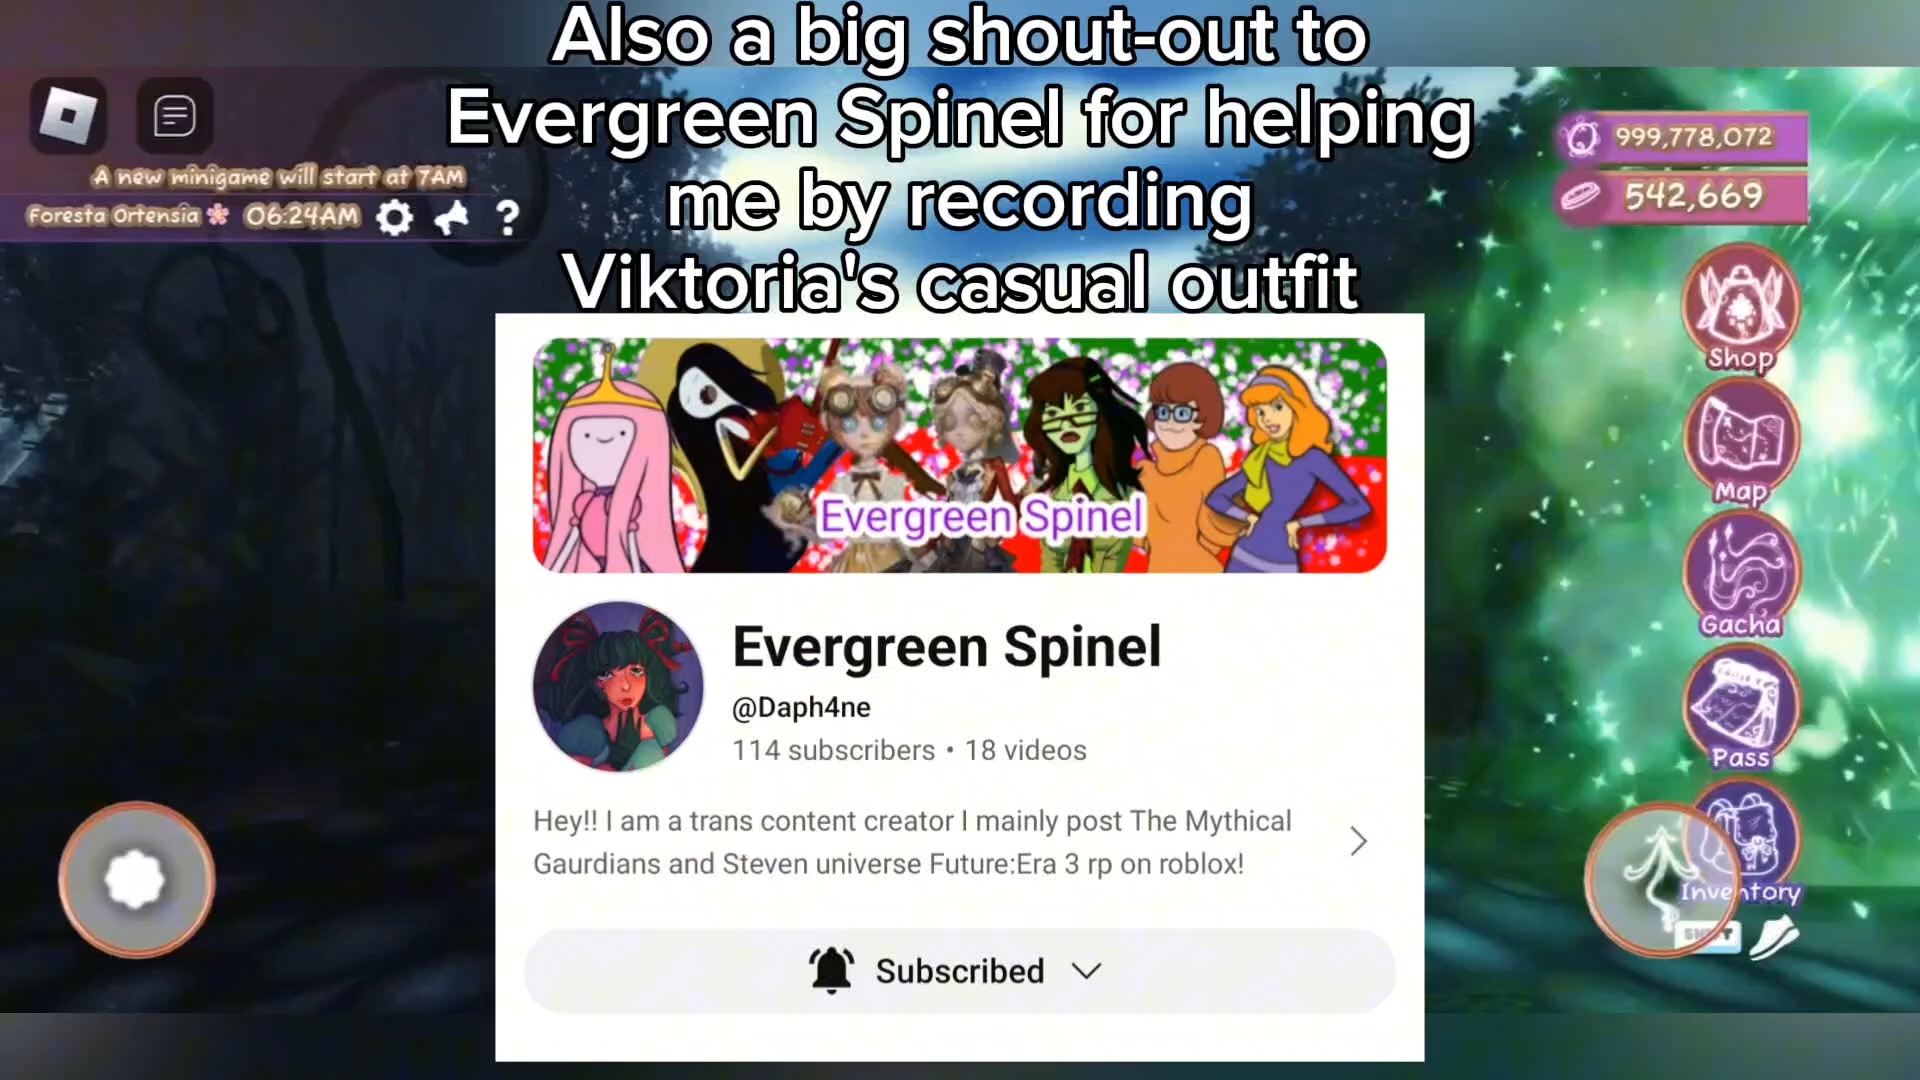 Also a big shout-out to
Evergreen Spinel for helping
me by recording
Viktoria's casual outfit
A new minigame will start at 7AM
Foresta Ortensia 06:24AM ?
999,778,072
542,669
Shop
Map
Gacha
Pass
Inventory
Evergreen Spinel
Evergreen Spinel
@Daph4ne
114 subscribers • 18 videos
Hey!! I am a trans content creator I mainly post The Mythical
Gaurdians and Steven universe Future:Era 3 rp on roblox!
Subscribed